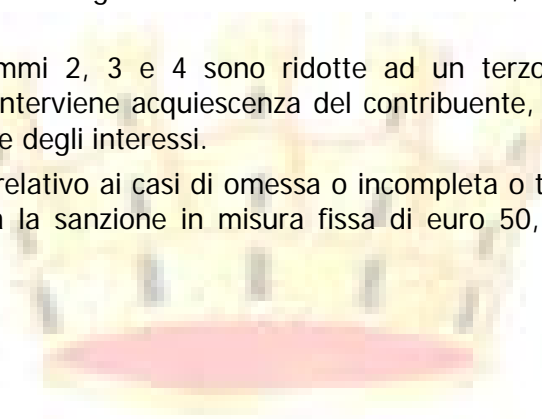 mmi 2, 3 e 4 sono ridotte ad un terzo
nterviene acquiescenza del contribuente,
e degli interessi.
relativo ai casi di omessa o incompleta o t
la sanzione in misura fissa di euro 50,